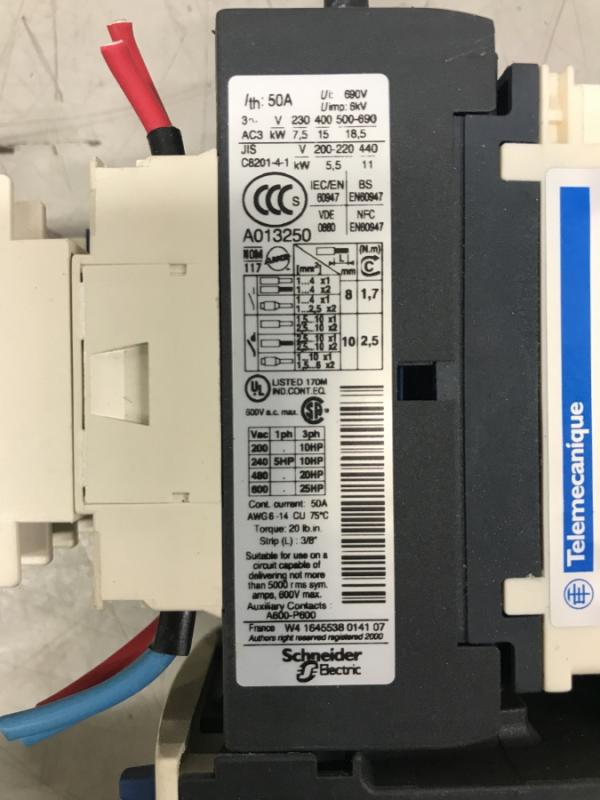 Ith: 50A Ui: 690V
Uimp: 6kV
3~ V 230 400 500-690
AC3 kW 7,5 15 18,5
JIS V 200-220 440
C8201-4-1 kW 5,5 11
CCC S
IEC/EN 60947 BS EN60947
VDE 0660 NFC EN60947
A013250
NOM 117
[mm²] L mm (N.m)
1...4 x1
1...4 x2
1...4 x1
1...2,5 x2
8 1,7
1,5...10 x1
2,5...10 x2
2,5...10 x2
10 2,5
1...10 x1
1,5...6 x2
UL LISTED 170M
IND.CONT.EQ.
600V a.c. max. SA
Vac 1ph 3ph
200 . 10HP
240 5HP 10HP
480 . 20HP
600 . 25HP
Cont. current: 50A
AWG 6-14 CU 75°C
Torque: 20 lb.in.
Strip (L) : 3/8"
Suitable for use on a
circuit capable of
delivering not more
than 5000 rms sym.
amps, 600V max.
Auxiliary Contacts :
A600-P600
France W4 1645538 0141 07
Authors right reserved registered 2000
Schneider
Electric
Telemecanique